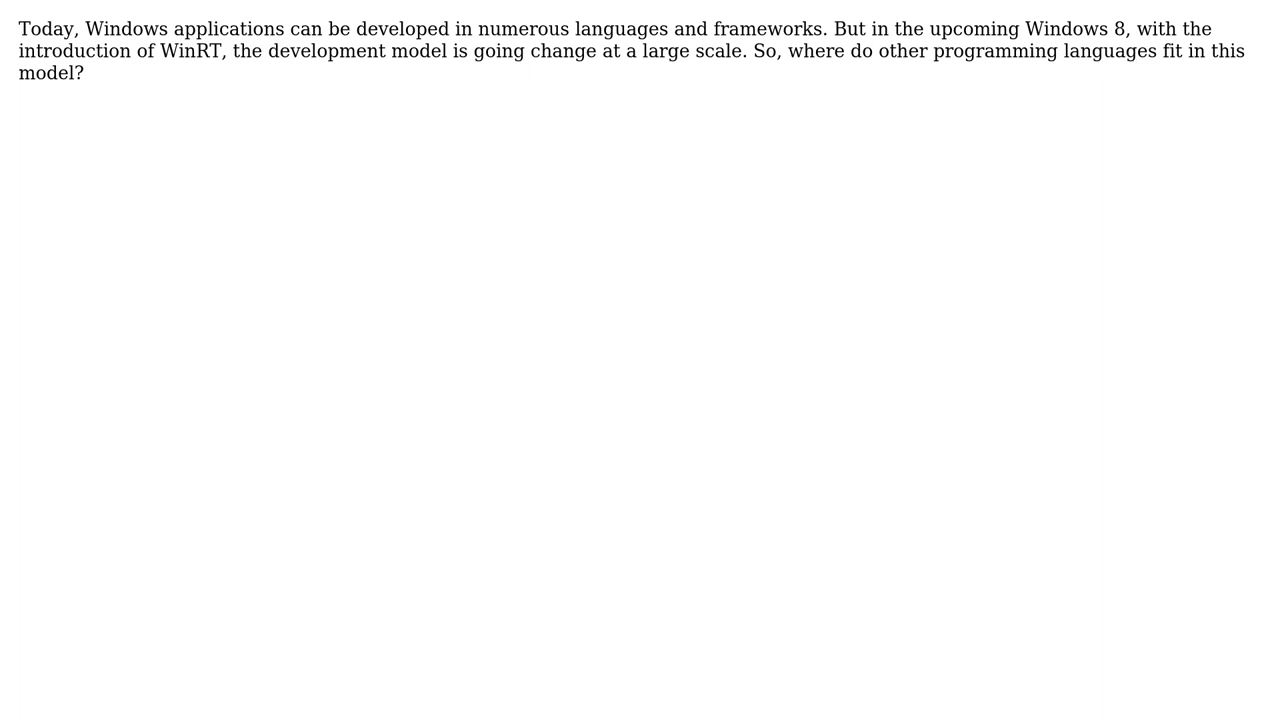 Today, Windows applications can be developed in numerous languages and frameworks. But in the upcoming Windows 8, with the
introduction of WinRT, the development model is going change at a large scale. So, where do other programming languages fit in this
model?